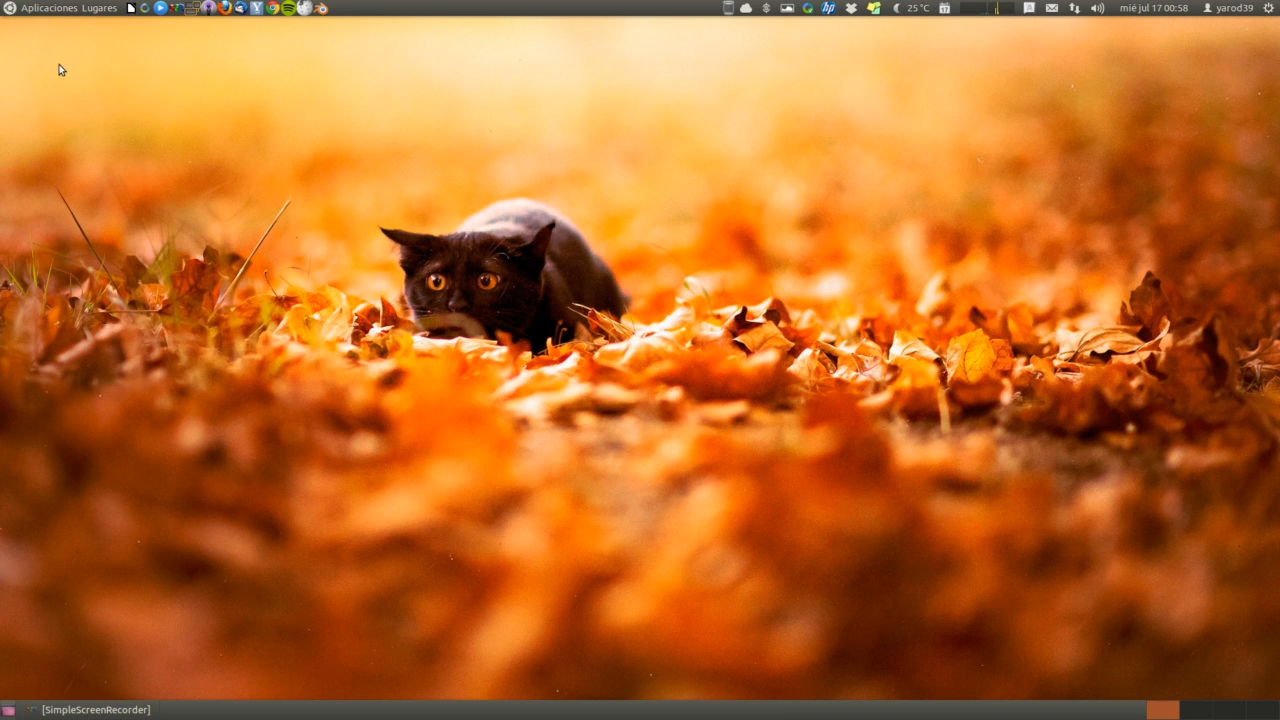 Aplicaciones Lugares 25 °C mié jul 17 00:58 yarod39
[SimpleScreenRecorder]